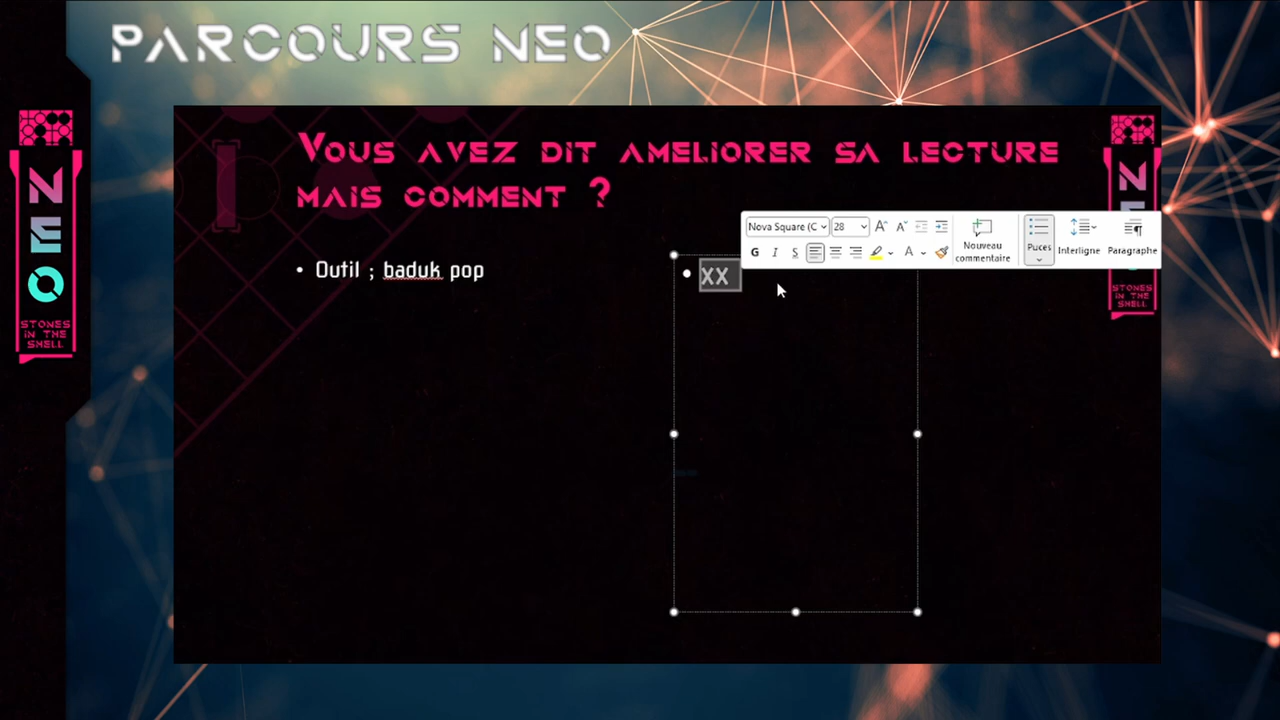 PARCOURS NEO
VOUS AVEZ DIT AMELIORER SA LECTURE
MAIS COMMENT ?
Nova Square (C
28
Nouveau
commentaire
Puces
Interligne
Paragraphe
G I S
A
• Outil ; baduk pop
• XX
NEO
STONES
IN THE
SHELL
NE
STONES
IN THE
SHELL